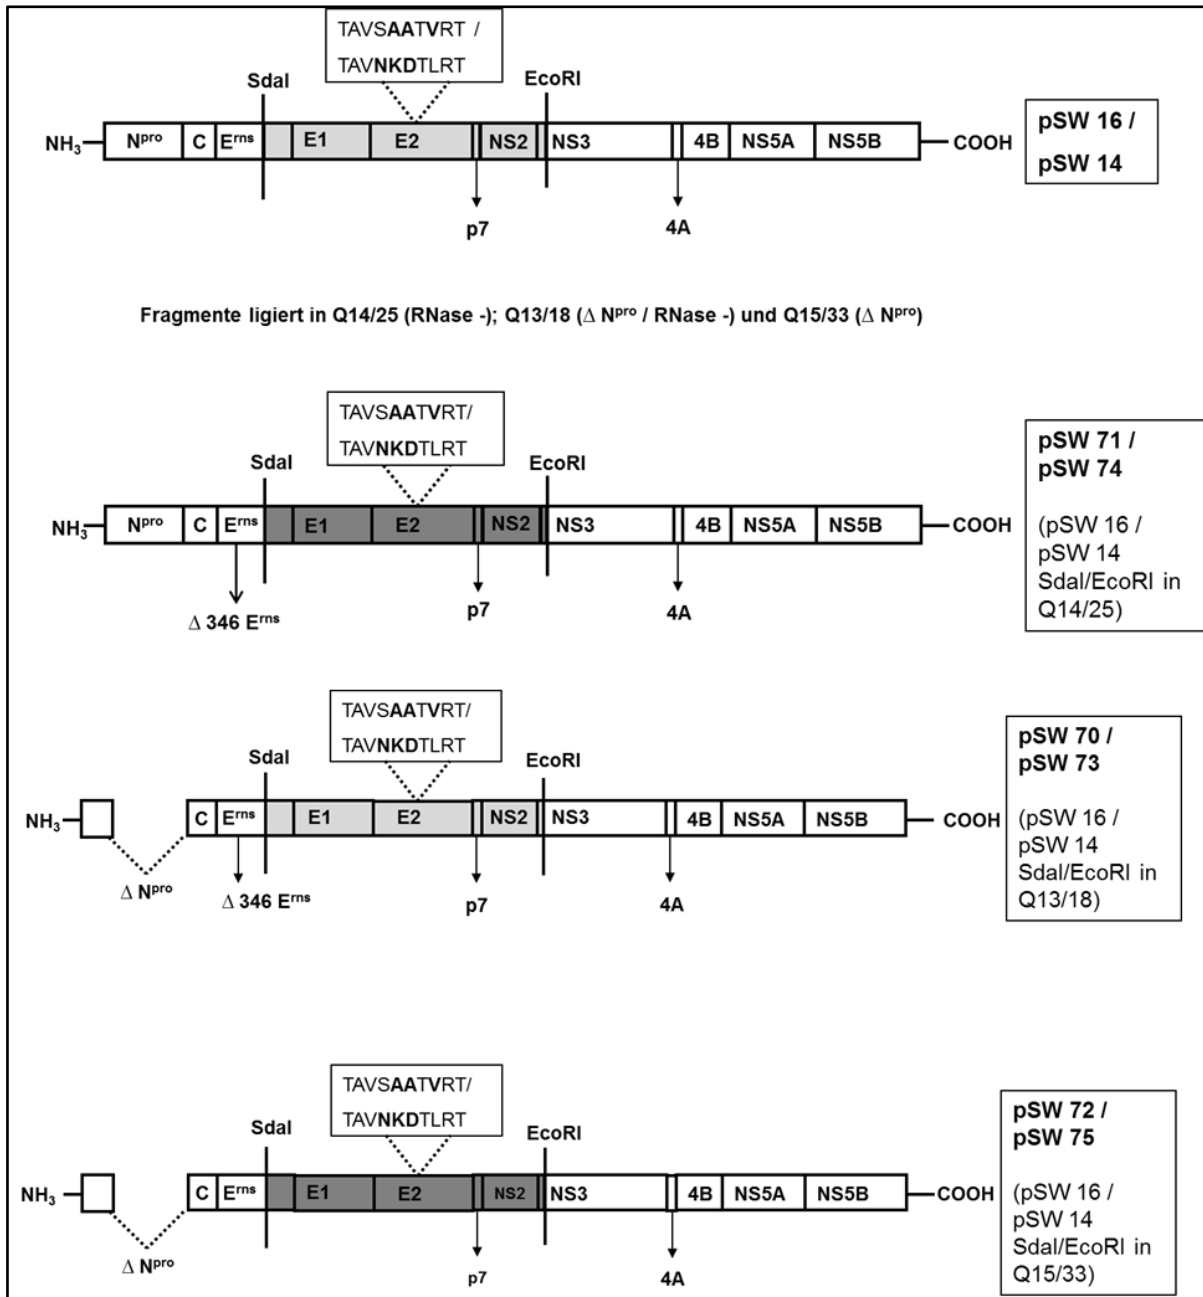 TAVSAATVRT /
TAVNKDTLRT
SdaI
EcoRI
NH₃
Nᵖʳᵒ
C
Eʳⁿˢ
E1
E2
NS2
NS3
4B
NS5A
NS5B
COOH
p7
4A
pSW 16 /
pSW 14
Fragmente ligiert in Q14/25 (RNase -); Q13/18 (Δ Nᵖʳᵒ / RNase -) und Q15/33 (Δ Nᵖʳᵒ)
TAVSAATVRT/
TAVNKDTLRT
SdaI
EcoRI
NH₃
Nᵖʳᵒ
C
Eʳⁿˢ
E1
E2
NS2
NS3
4B
NS5A
NS5B
COOH
Δ 346 Eʳⁿˢ
p7
4A
pSW 71 /
pSW 74
(pSW 16 /
pSW 14
SdaI/EcoRI in
Q14/25)
TAVSAATVRT/
TAVNKDTLRT
SdaI
EcoRI
NH₃
C
Eʳⁿˢ
E1
E2
NS2
NS3
4B
NS5A
NS5B
COOH
Δ Nᵖʳᵒ
Δ 346 Eʳⁿˢ
p7
4A
pSW 70 /
pSW 73
(pSW 16 /
pSW 14
SdaI/EcoRI in
Q13/18)
TAVSAATVRT/
TAVNKDTLRT
SdaI
EcoRI
NH₃
C
Eʳⁿˢ
E1
E2
NS2
NS3
4B
NS5A
NS5B
COOH
Δ Nᵖʳᵒ
p7
4A
pSW 72 /
pSW 75
(pSW 16 /
pSW 14
SdaI/EcoRI in
Q15/33)